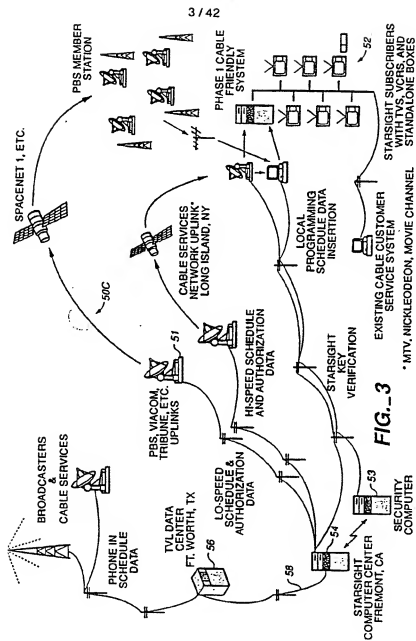 3 / 42
SPACENET 1, ETC.
PBS MEMBER
STATION
50C
BROADCASTERS
&
CABLE SERVICES
PHONE IN
SCHEDULE
DATA
PBS, VIACOM,
TRIBUNE, ETC.
UPLINKS
51
CABLE SERVICES
NETWORK UPLINK*
LONG ISLAND, NY
PHASE 1 CABLE
FRIENDLY
SYSTEM
TVL DATA
CENTER
FT. WORTH, TX
56
LO-SPEED
SCHEDULE &
AUTHORIZATION
DATA
HI-SPEED SCHEDULE
AND AUTHORIZATION
DATA
LOCAL
PROGRAMMING
SCHEDULE DATA
INSERTION
52
58
54
STARSIGHT
COMPUTER CENTER
FREMONT, CA
STARSIGHT
KEY
VERIFICATION
53
SECURITY
COMPUTER
EXISTING CABLE CUSTOMER
SERVICE SYSTEM
STARSIGHT SUBSCRIBERS
WITH TVS, VCRS, AND
STANDALONE BOXES
FIG._3
* MTV, NICKLEODEON, MOVIE CHANNEL